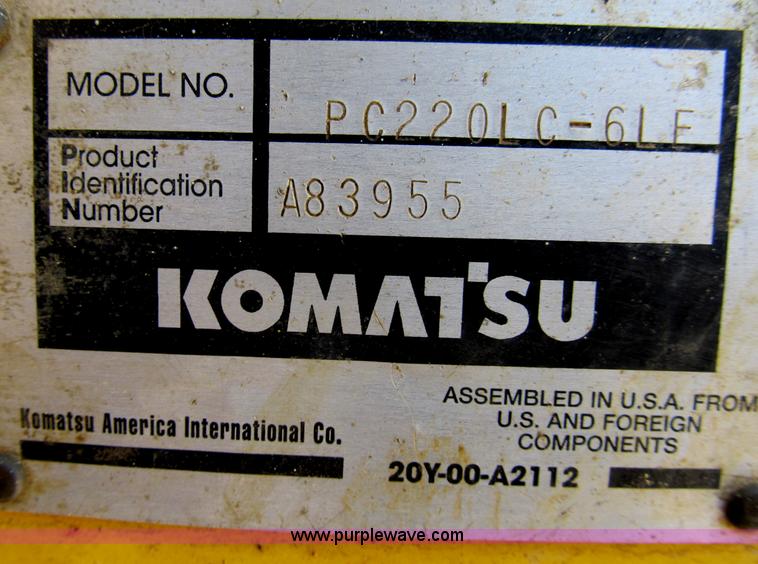 MODEL NO.
PC220LC-6LE
Product
Identification
Number
A83955
KOMATSU
ASSEMBLED IN U.S.A. FROM
U.S. AND FOREIGN
COMPONENTS
Komatsu America International Co.
20Y-00-A2112
www.purplewave.com